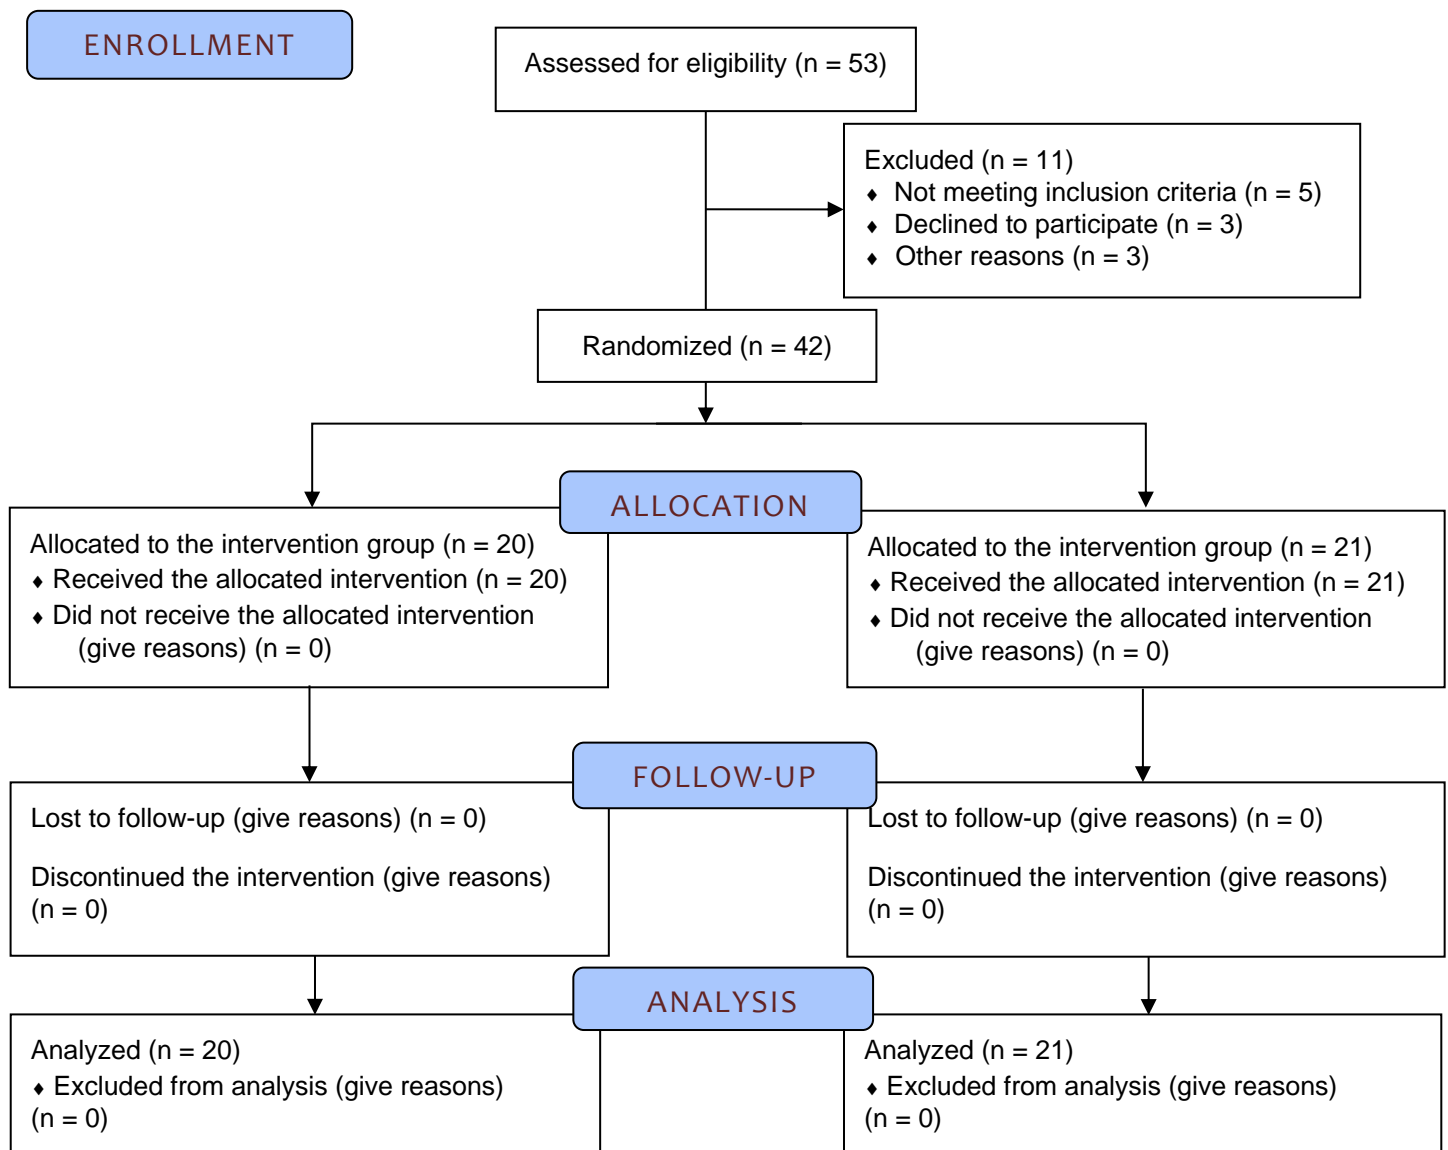 ENROLLMENT
Assessed for eligibility (n = 53)
Excluded (n = 11)
♦ Not meeting inclusion criteria (n = 5)
♦ Declined to participate (n = 3)
♦ Other reasons (n = 3)
Randomized (n = 42)
ALLOCATION
Allocated to the intervention group (n = 20)
♦ Received the allocated intervention (n = 20)
♦ Did not receive the allocated intervention
(give reasons) (n = 0)
Allocated to the intervention group (n = 21)
♦ Received the allocated intervention (n = 21)
♦ Did not receive the allocated intervention
(give reasons) (n = 0)
FOLLOW-UP
Lost to follow-up (give reasons) (n = 0)
Discontinued the intervention (give reasons)
(n = 0)
Lost to follow-up (give reasons) (n = 0)
Discontinued the intervention (give reasons)
(n = 0)
ANALYSIS
Analyzed (n = 20)
♦ Excluded from analysis (give reasons)
(n = 0)
Analyzed (n = 21)
♦ Excluded from analysis (give reasons)
(n = 0)